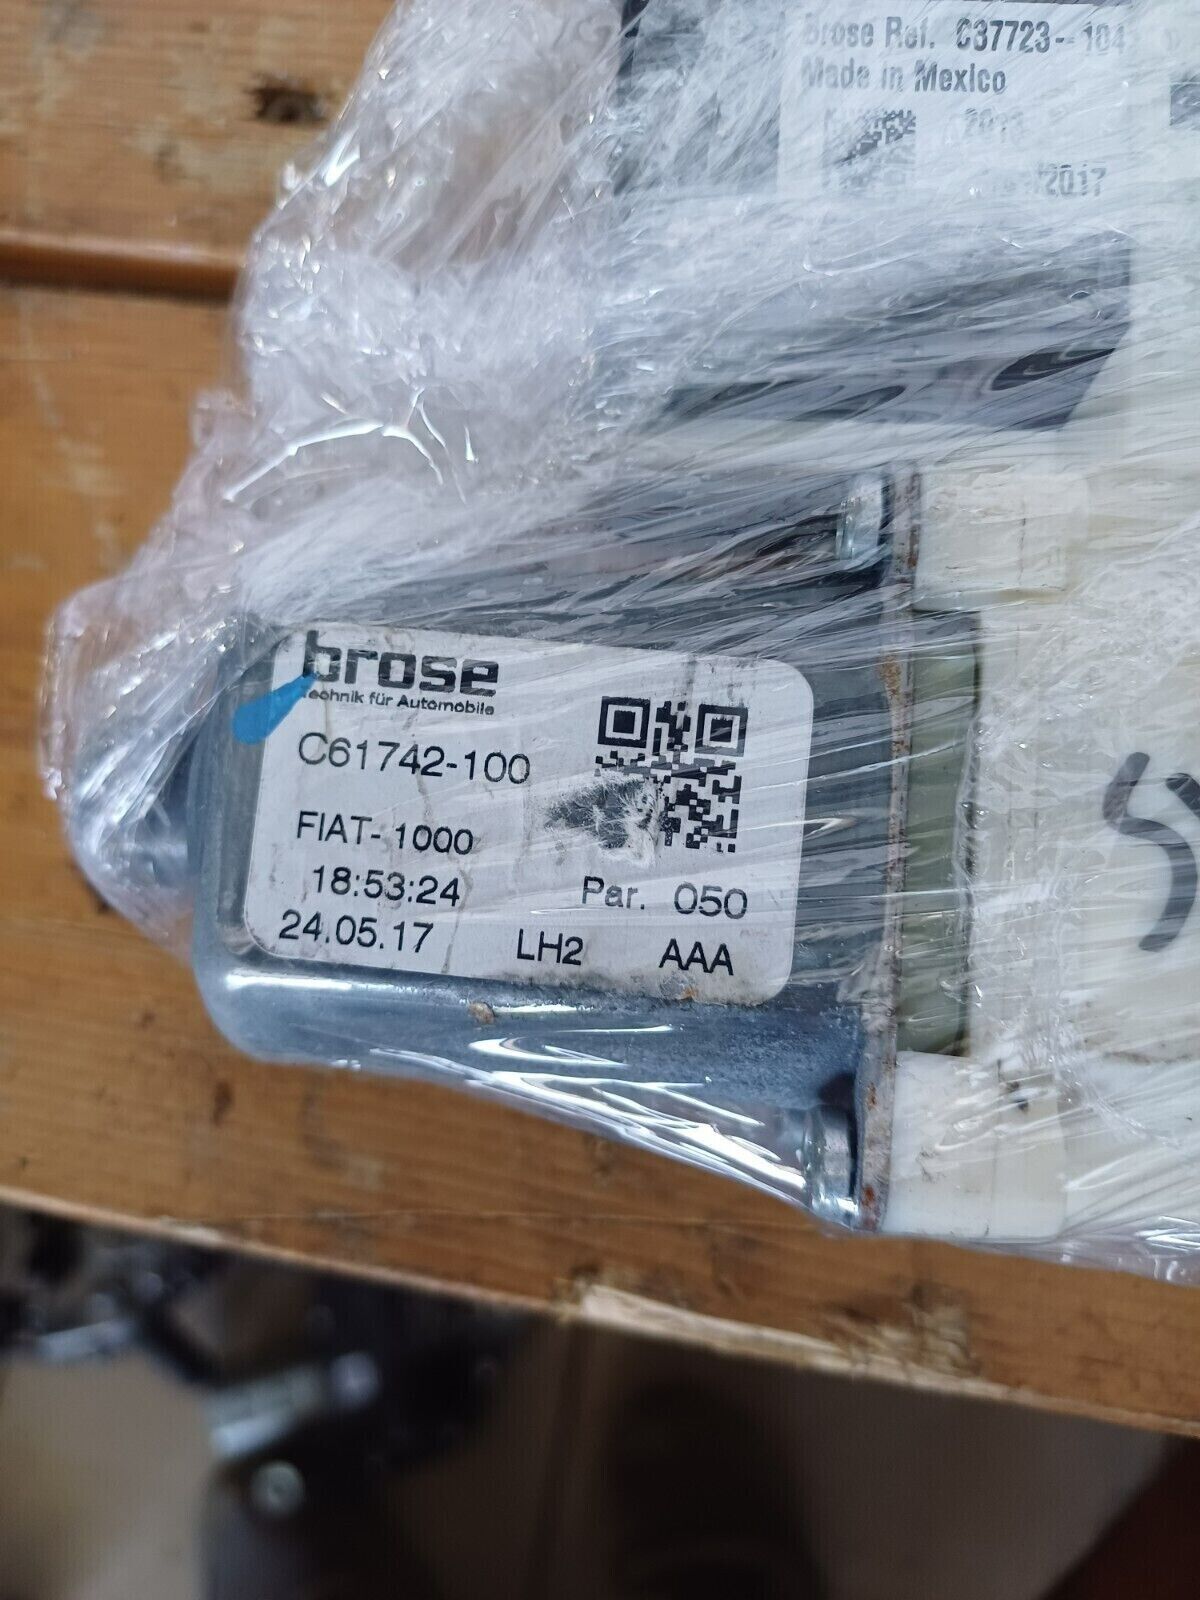 Brose Ref. C37723-104
Made in Mexico
/2017
brose
Technik für Automobile
C61742-100
FIAT-1000
18:53:24
Par. 050
24.05.17
LH2
AAA